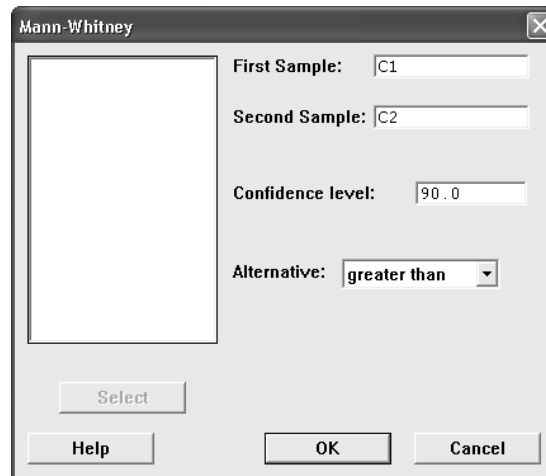 Mann-Whitney
First Sample: C1
Second Sample: C2
Confidence level: 90.0
Alternative: greater than
Select
Help OK Cancel